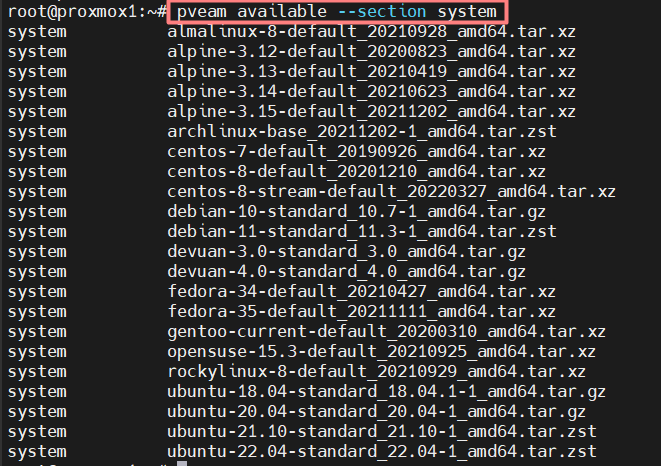 root@proxmox1:~# pveam available --section system
system almalinux-8-default_20210928_amd64.tar.xz
system alpine-3.12-default_20200823_amd64.tar.xz
system alpine-3.13-default_20210419_amd64.tar.xz
system alpine-3.14-default_20210623_amd64.tar.xz
system alpine-3.15-default_20211202_amd64.tar.xz
system archlinux-base_20211202-1_amd64.tar.zst
system centos-7-default_20190926_amd64.tar.xz
system centos-8-default_20201210_amd64.tar.xz
system centos-8-stream-default_20220327_amd64.tar.xz
system debian-10-standard_10.7-1_amd64.tar.gz
system debian-11-standard_11.3-1_amd64.tar.zst
system devuan-3.0-standard_3.0_amd64.tar.gz
system devuan-4.0-standard_4.0_amd64.tar.gz
system fedora-34-default_20210427_amd64.tar.xz
system fedora-35-default_20211111_amd64.tar.xz
system gentoo-current-default_20200310_amd64.tar.xz
system opensuse-15.3-default_20210925_amd64.tar.xz
system rockylinux-8-default_20210929_amd64.tar.xz
system ubuntu-18.04-standard_18.04.1-1_amd64.tar.gz
system ubuntu-20.04-standard_20.04-1_amd64.tar.gz
system ubuntu-21.10-standard_21.10-1_amd64.tar.zst
system ubuntu-22.04-standard_22.04-1_amd64.tar.zst